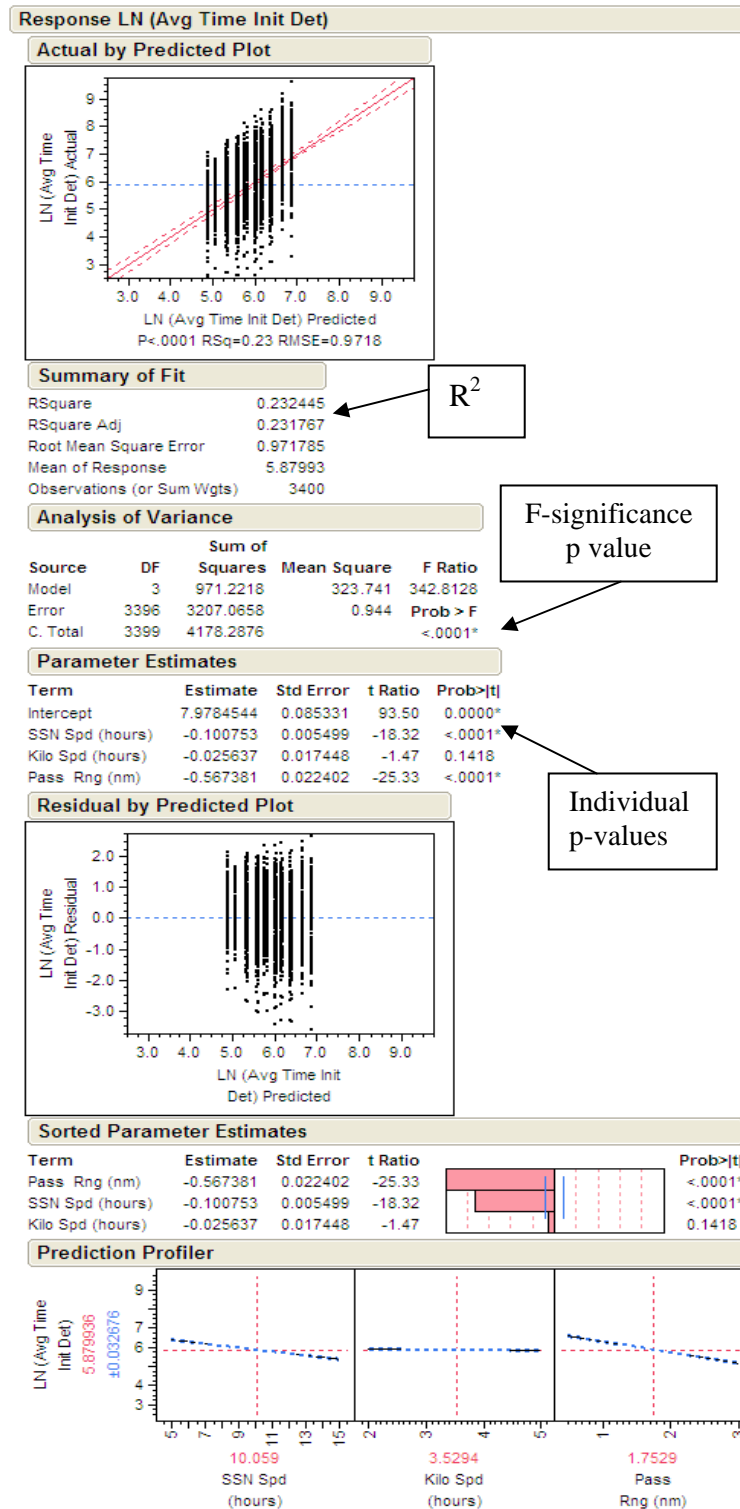 Response LN (Avg Time Init Det)
Actual by Predicted Plot
LN (Avg Time
Init Det) Actual
9
8
7
6
5
4
3
3.0 4.0 5.0 6.0 7.0 8.0 9.0
LN (Avg Time Init Det) Predicted
P<.0001 RSq=0.23 RMSE=0.9718
Summary of Fit
RSquare 0.232445
RSquare Adj 0.231767
Root Mean Square Error 0.971785
Mean of Response 5.87993
Observations (or Sum Wgts) 3400
R2
Analysis of Variance
Sum of
Source DF Squares Mean Square F Ratio
Model 3 971.2218 323.741 342.8128
Error 3396 3207.0658 0.944 Prob > F
C. Total 3399 4178.2876 <.0001*
F-significance
p value
Parameter Estimates
Term Estimate Std Error t Ratio Prob>|t|
Intercept 7.9784544 0.085331 93.50 0.0000*
SSN Spd (hours) -0.100753 0.005499 -18.32 <.0001*
Kilo Spd (hours) -0.025637 0.017448 -1.47 0.1418
Pass Rng (nm) -0.567381 0.022402 -25.33 <.0001*
Individual
p-values
Residual by Predicted Plot
LN (Avg Time
Init Det) Residual
2.0
1.0
0.0
-1.0
-2.0
-3.0
3.0 4.0 5.0 6.0 7.0 8.0 9.0
LN (Avg Time Init
Det) Predicted
Sorted Parameter Estimates
Term Estimate Std Error t Ratio Prob>|t|
Pass Rng (nm) -0.567381 0.022402 -25.33 <.0001*
SSN Spd (hours) -0.100753 0.005499 -18.32 <.0001*
Kilo Spd (hours) -0.025637 0.017448 -1.47 0.1418
Prediction Profiler
LN (Avg Time
Init Det)
5.879936
±0.032676
9
7
6
4
3
5 7 9 11 13 15
2 3 4 5
1 2 3
10.059
SSN Spd
(hours)
3.5294
Kilo Spd
(hours)
1.7529
Pass
Rng (nm)